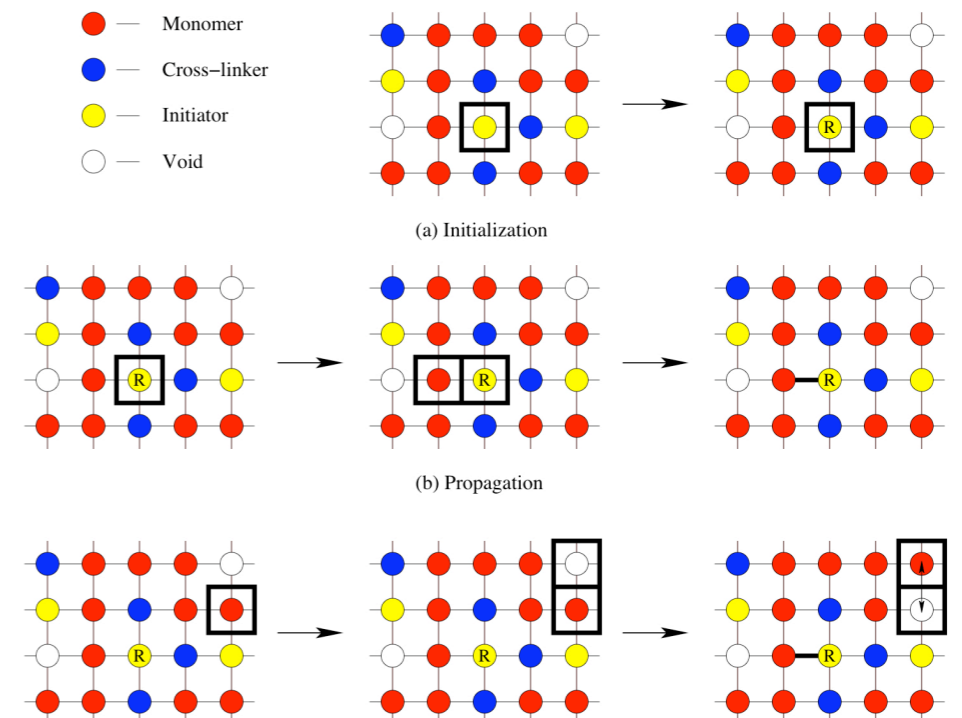 Monomer
Cross−linker
Initiator
Void
R
(a) Initialization
R
R
R
(b) Propagation
R
R
R